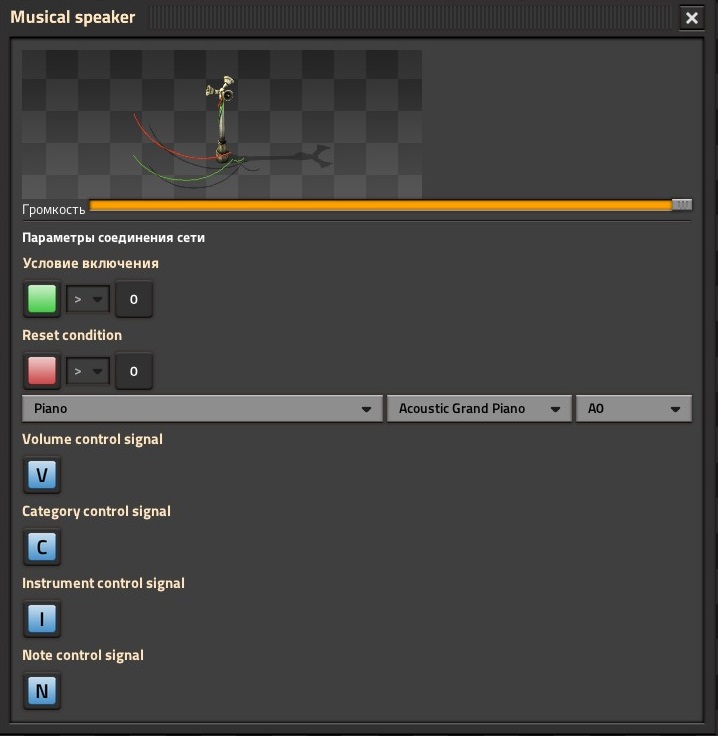 Musical speaker
Громкость
Параметры соединения сети
Условие включения
> 0
Reset condition
> 0
Piano Acoustic Grand Piano A0
Volume control signal
V
Category control signal
C
Instrument control signal
I
Note control signal
N